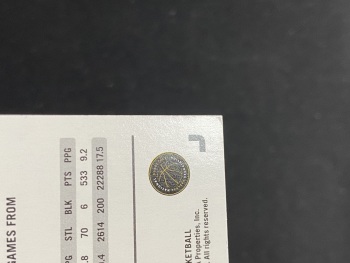 GAMES FROM
PG STL BLK PTS PPG
.8 70 6 533 9.2
0.4 2614 200 22288 17.5
KETBALL
Properties, Inc.
. All rights reserved.